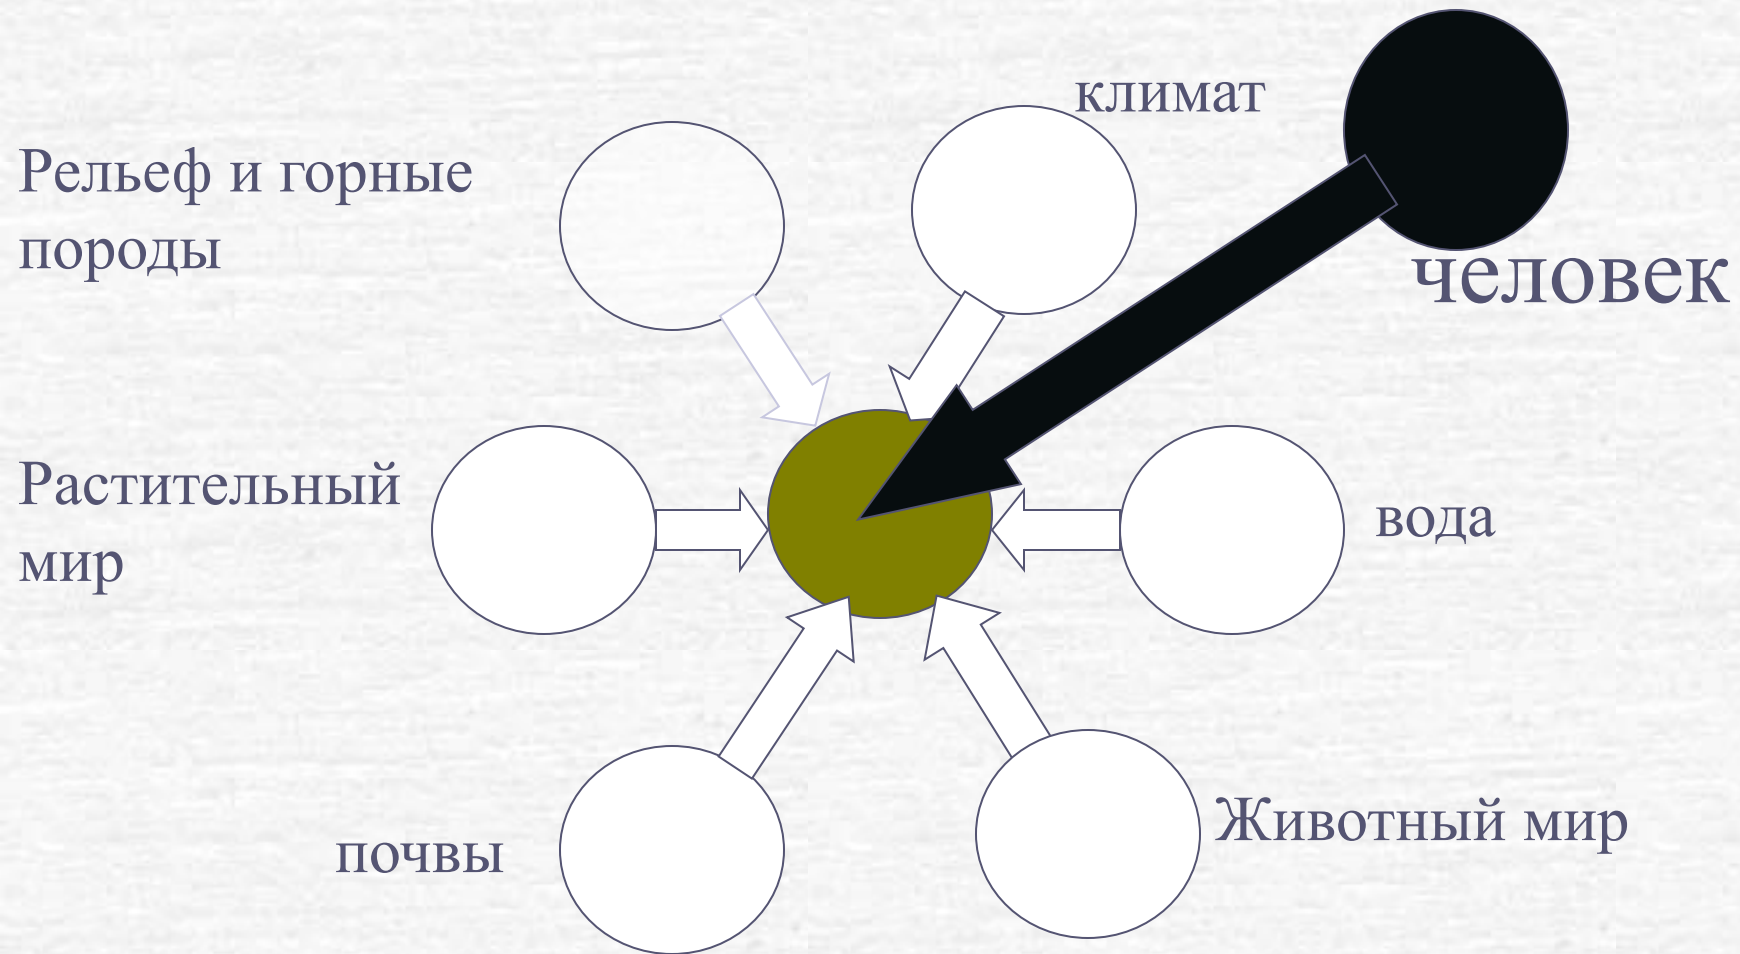 климат
Рельеф и горные
породы
человек
Растительный
мир
вода
Животный мир
почвы